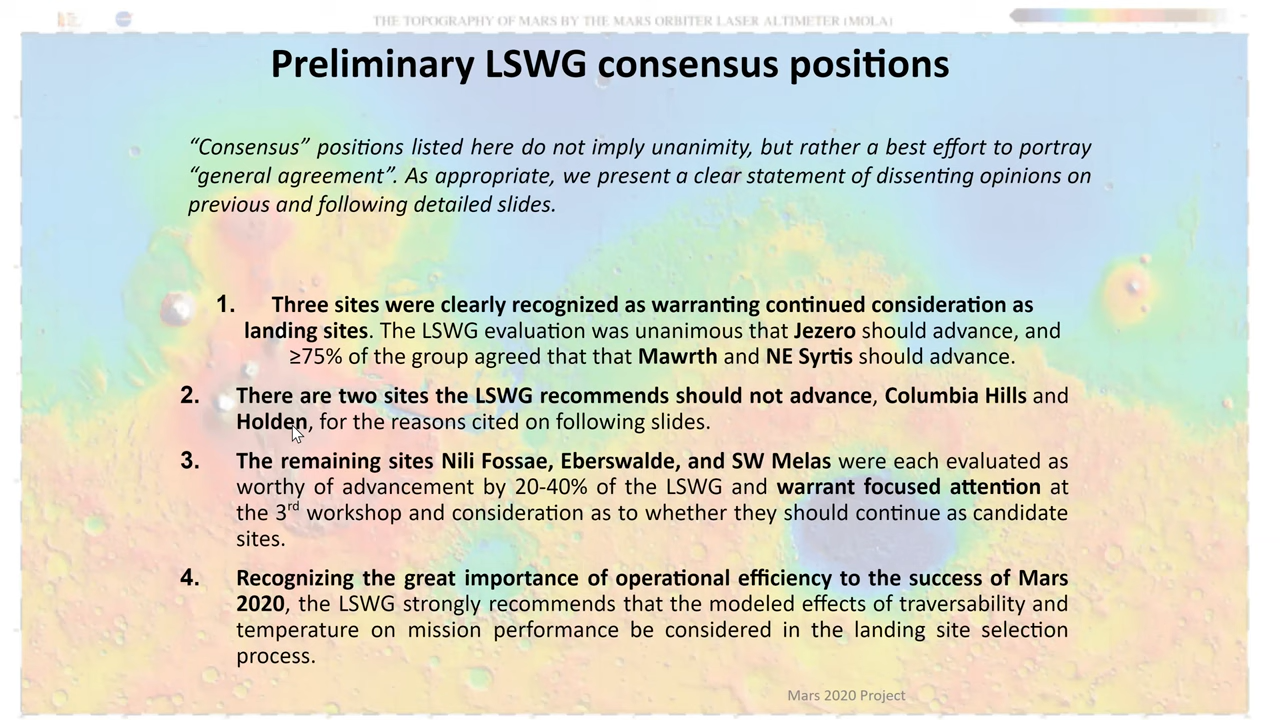 THE TOPOGRAPHY OF MARS BY THE MARS ORBITER LASER ALTIMETER (MOLA)
Preliminary LSWG consensus positions
“Consensus” positions listed here do not imply unanimity, but rather a best effort to portray
“general agreement”. As appropriate, we present a clear statement of dissenting opinions on
previous and following detailed slides.
1. Three sites were clearly recognized as warranting continued consideration as
landing sites. The LSWG evaluation was unanimous that Jezero should advance, and
≥75% of the group agreed that that Mawrth and NE Syrtis should advance.
2. There are two sites the LSWG recommends should not advance, Columbia Hills and
Holden, for the reasons cited on following slides.
3. The remaining sites Nili Fossae, Eberswalde, and SW Melas were each evaluated as
worthy of advancement by 20-40% of the LSWG and warrant focused attention at
the 3rd workshop and consideration as to whether they should continue as candidate
sites.
4. Recognizing the great importance of operational efficiency to the success of Mars
2020, the LSWG strongly recommends that the modeled effects of traversability and
temperature on mission performance be considered in the landing site selection
process.
Mars 2020 Project